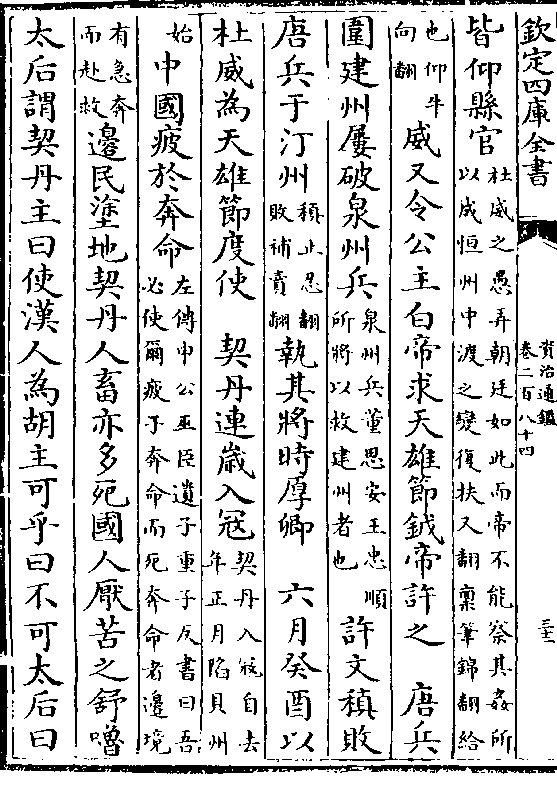 欽定四庫全書
資治通鑑
卷二百八十四
三十一
皆仰縣官
杜威之愚弄朝廷如此而帝不能察其姦所
以成恒州中渡之變復扶又翻稟筆錦翻給
也仰牛
向翻
威又令公主白帝求天雄節鉞帝許之　唐兵
圍建州屢破泉州兵
泉州兵董思安王忠順
所將以救建州者也
許文稹敗
唐兵于汀州
稹止忍翻
敗補賣翻
執其將時厚卿　六月癸酉以
杜威為天雄節度使　契丹連歲入寇
契丹入寇自去
年正月陷貝州
始
中國疲於奔命
左傳申公巫臣遺子重子反書曰吾
必使爾疲于奔命而死奔命者邊境
有急奔
而赴救
邊民塗地契丹人畜亦多死國人厭苦之舒嚕
太后謂契丹主曰使漢人為胡主可乎曰不可太后曰